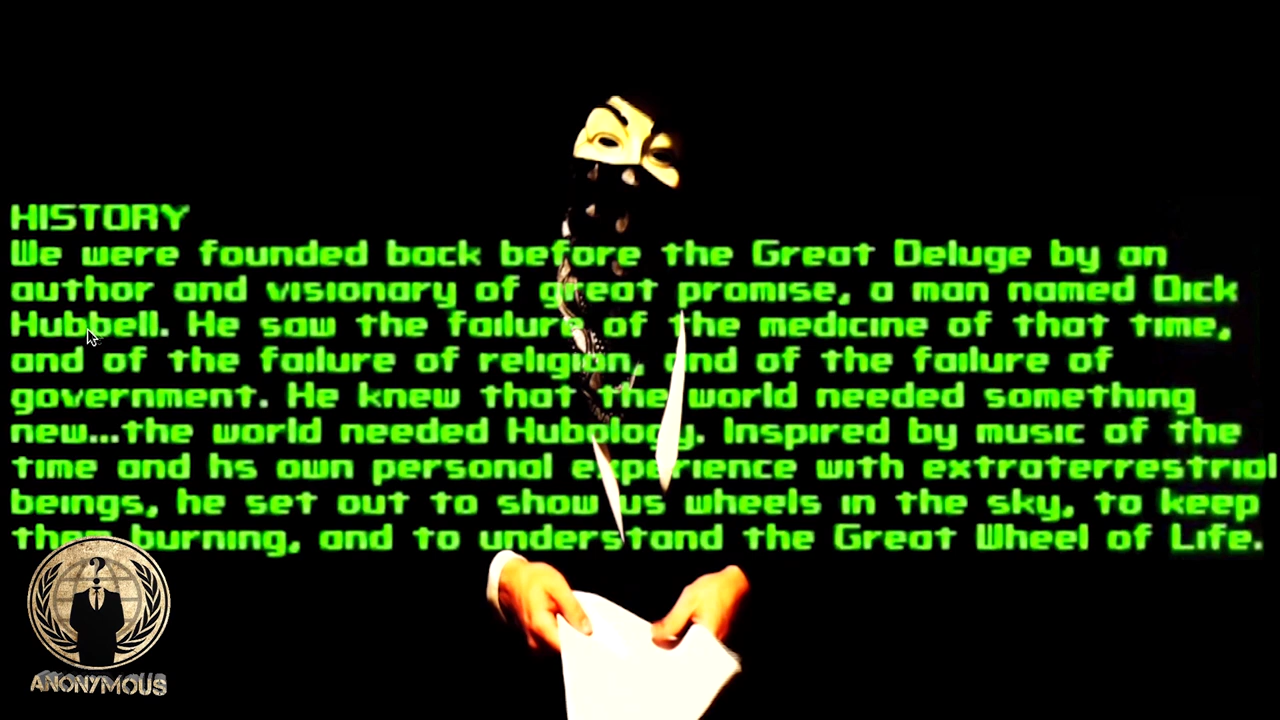 HISTORY
We were founded back before the Great Deluge by an
author and visionary of great promise, a man named Dick
Hubbell. He saw the failure of the medicine of that time,
and of the failure of religion, and of the failure of
government. He knew that the world needed something
new...the world needed Hubology. Inspired by music of the
time and hs own personal experience with extraterrestrial
beings, he set out to show us wheels in the sky, to keep
them burning, and to understand the Great Wheel of Life.
?
ANONYMOUS